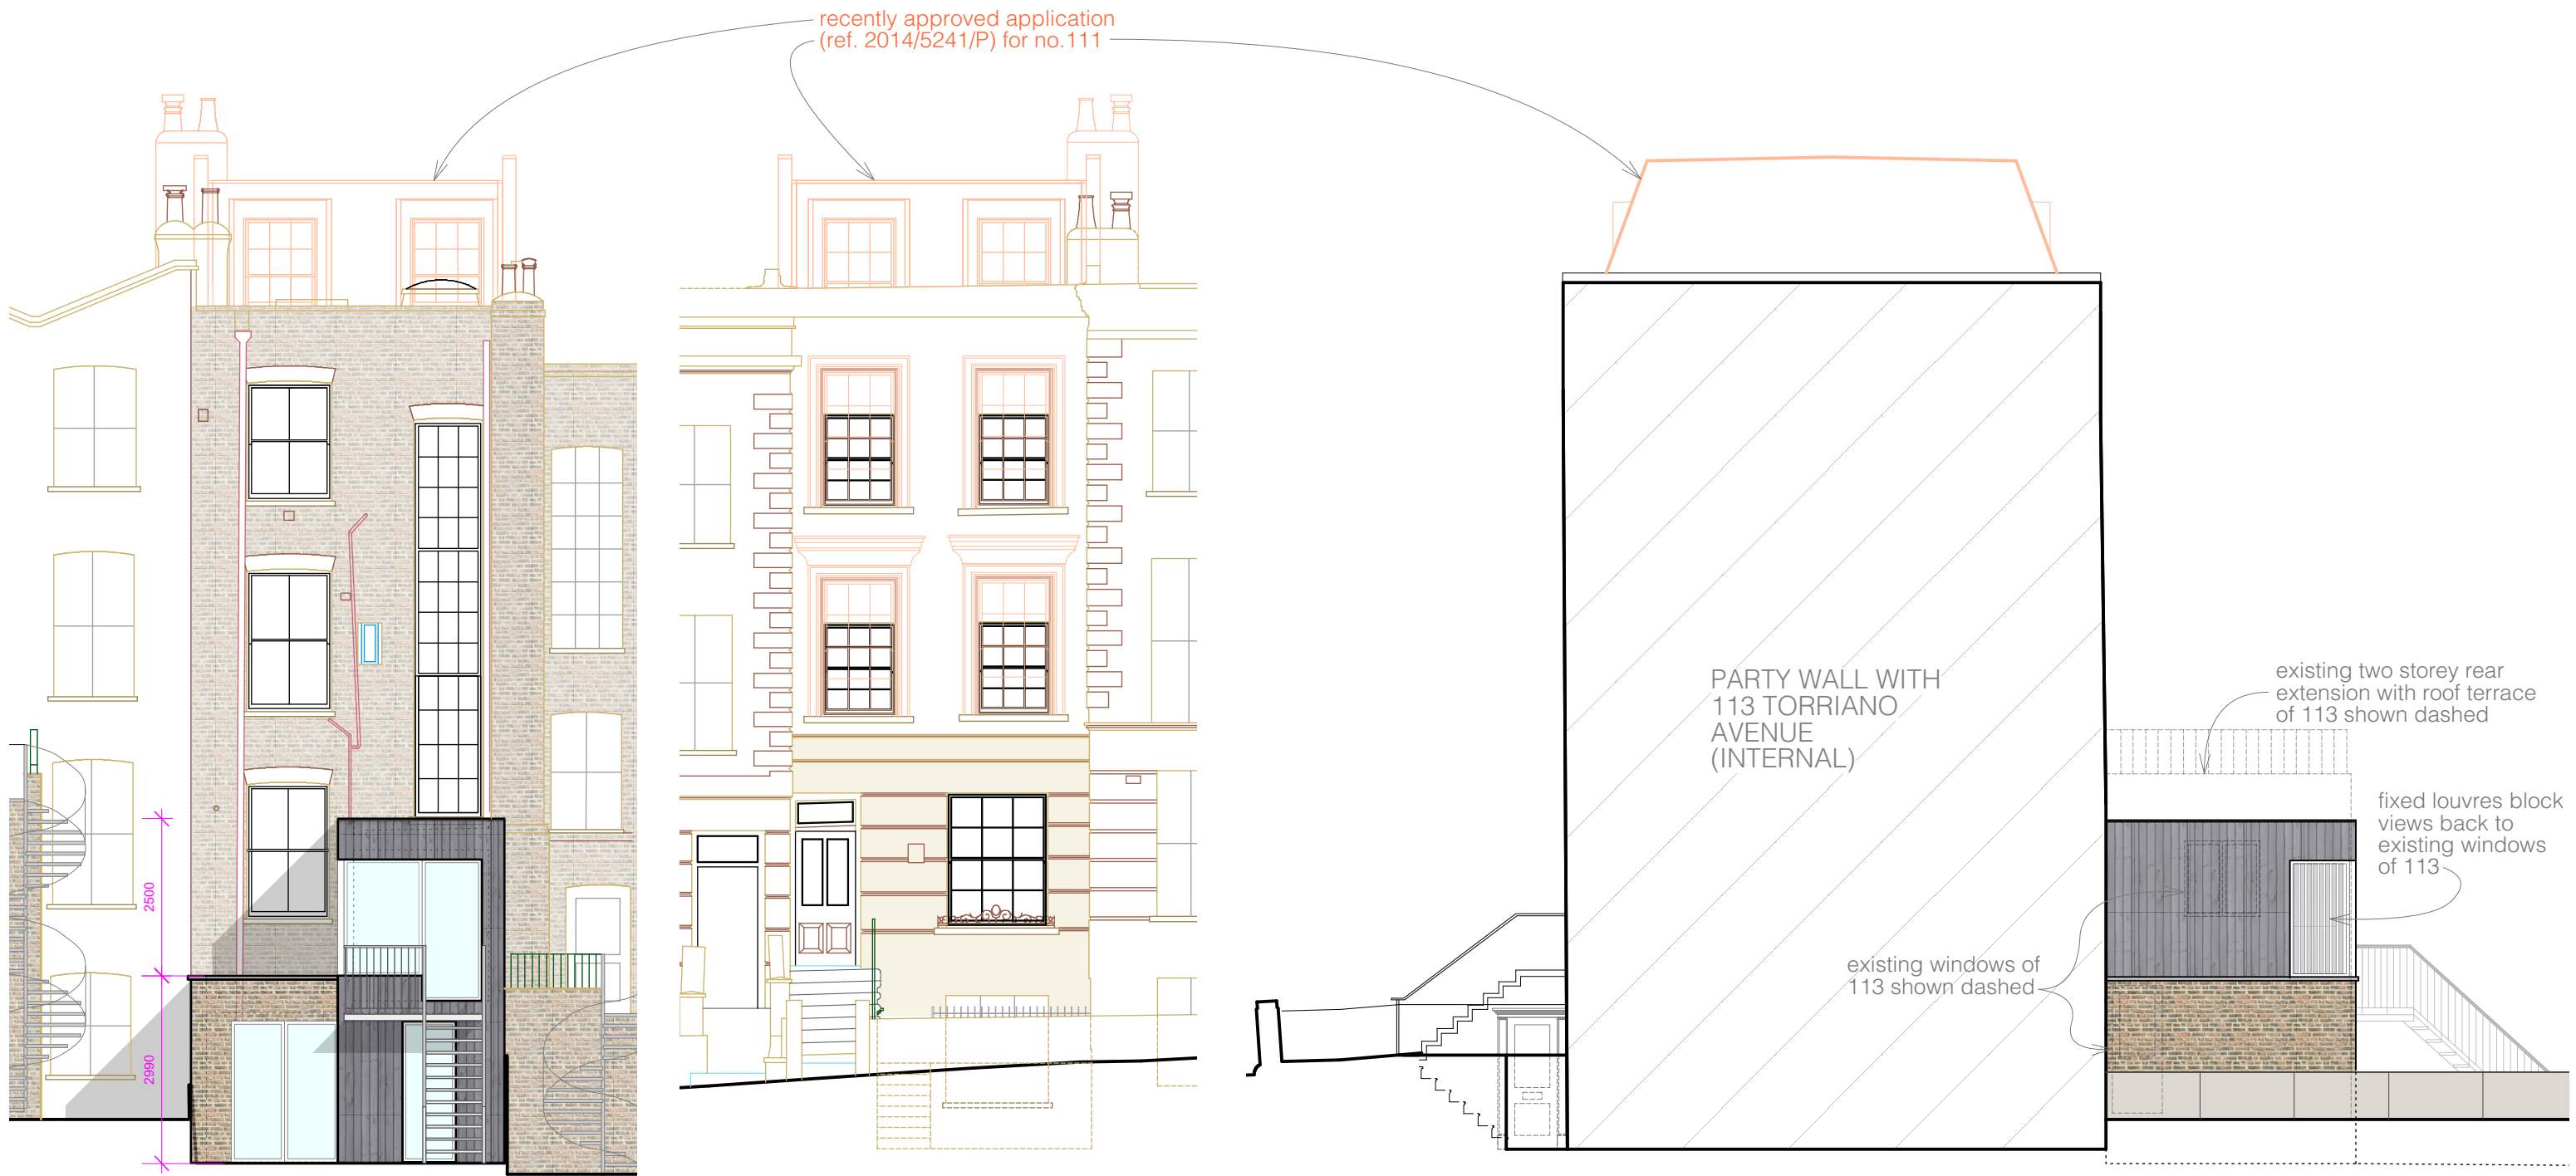 recently approved application
(ref. 2014/5241/P) for no.111
PARTY WALL WITH
113 TORRIANO
AVENUE
(INTERNAL)
existing two storey rear
extension with roof terrace
of 113 shown dashed
fixed louvres block
views back to
existing windows
of 113
existing windows of
113 shown dashed
2500
2990